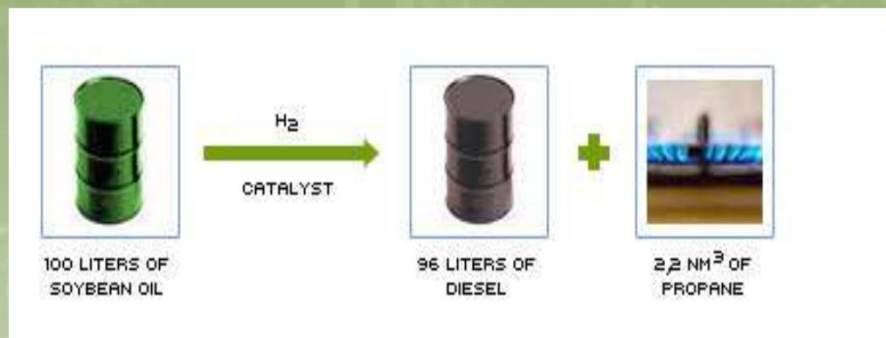 H2
CATALYST
100 LITERS OF
SOYBEAN OIL
96 LITERS OF
DIESEL
2,2 NM3 OF
PROPANE